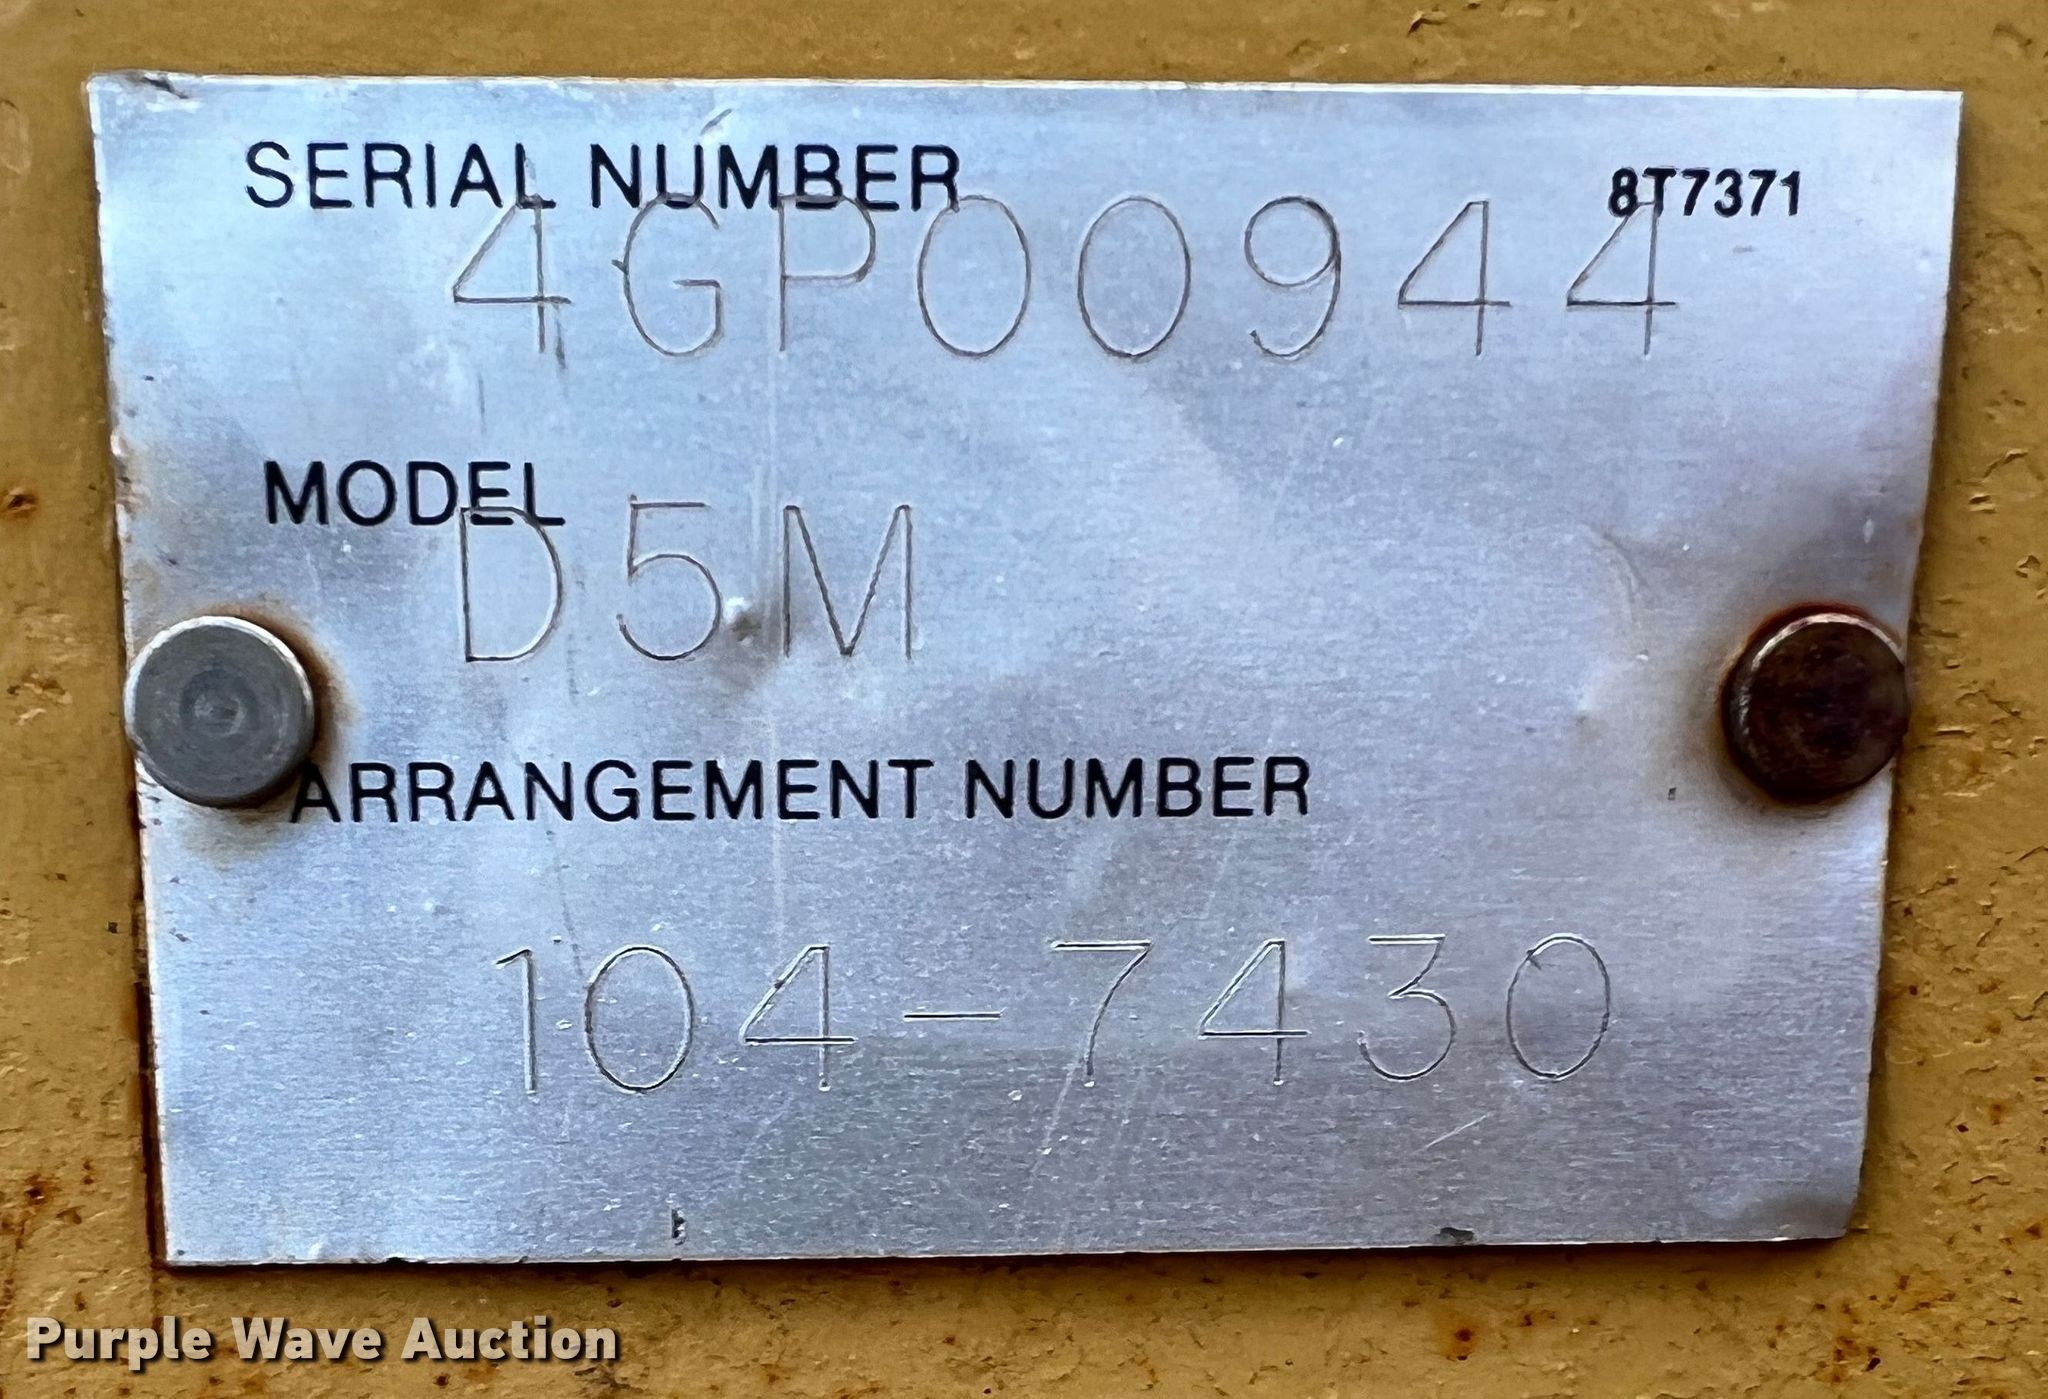 SERIAL NUMBER 8T7371
4GP00944
MODEL
D5M
ARRANGEMENT NUMBER
104-7430
Purple Wave Auction